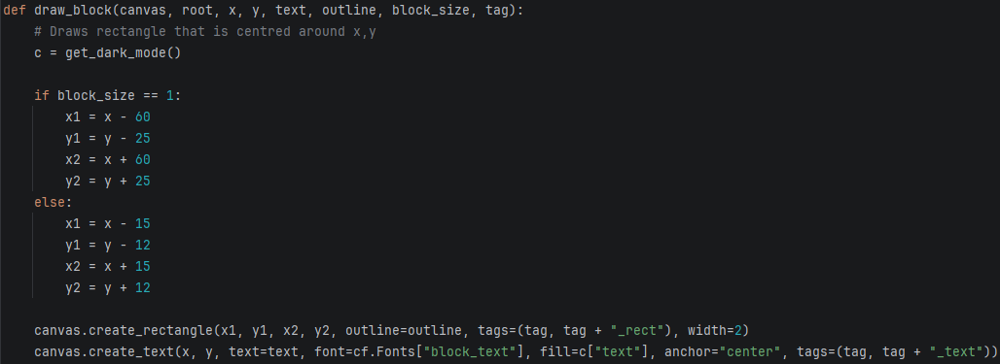 def draw_block(canvas, root, x, y, text, outline, block_size, tag):
    # Draws rectangle that is centred around x,y
    c = get_dark_mode()

    if block_size == 1:
        x1 = x - 60
        y1 = y - 25
        x2 = x + 60
        y2 = y + 25
    else:
        x1 = x - 15
        y1 = y - 12
        x2 = x + 15
        y2 = y + 12

    canvas.create_rectangle(x1, y1, x2, y2, outline=outline, tags=(tag, tag + "_rect"), width=2)
    canvas.create_text(x, y, text=text, font=cf.Fonts["block_text"], fill=c["text"], anchor="center", tags=(tag, tag + "_text"))